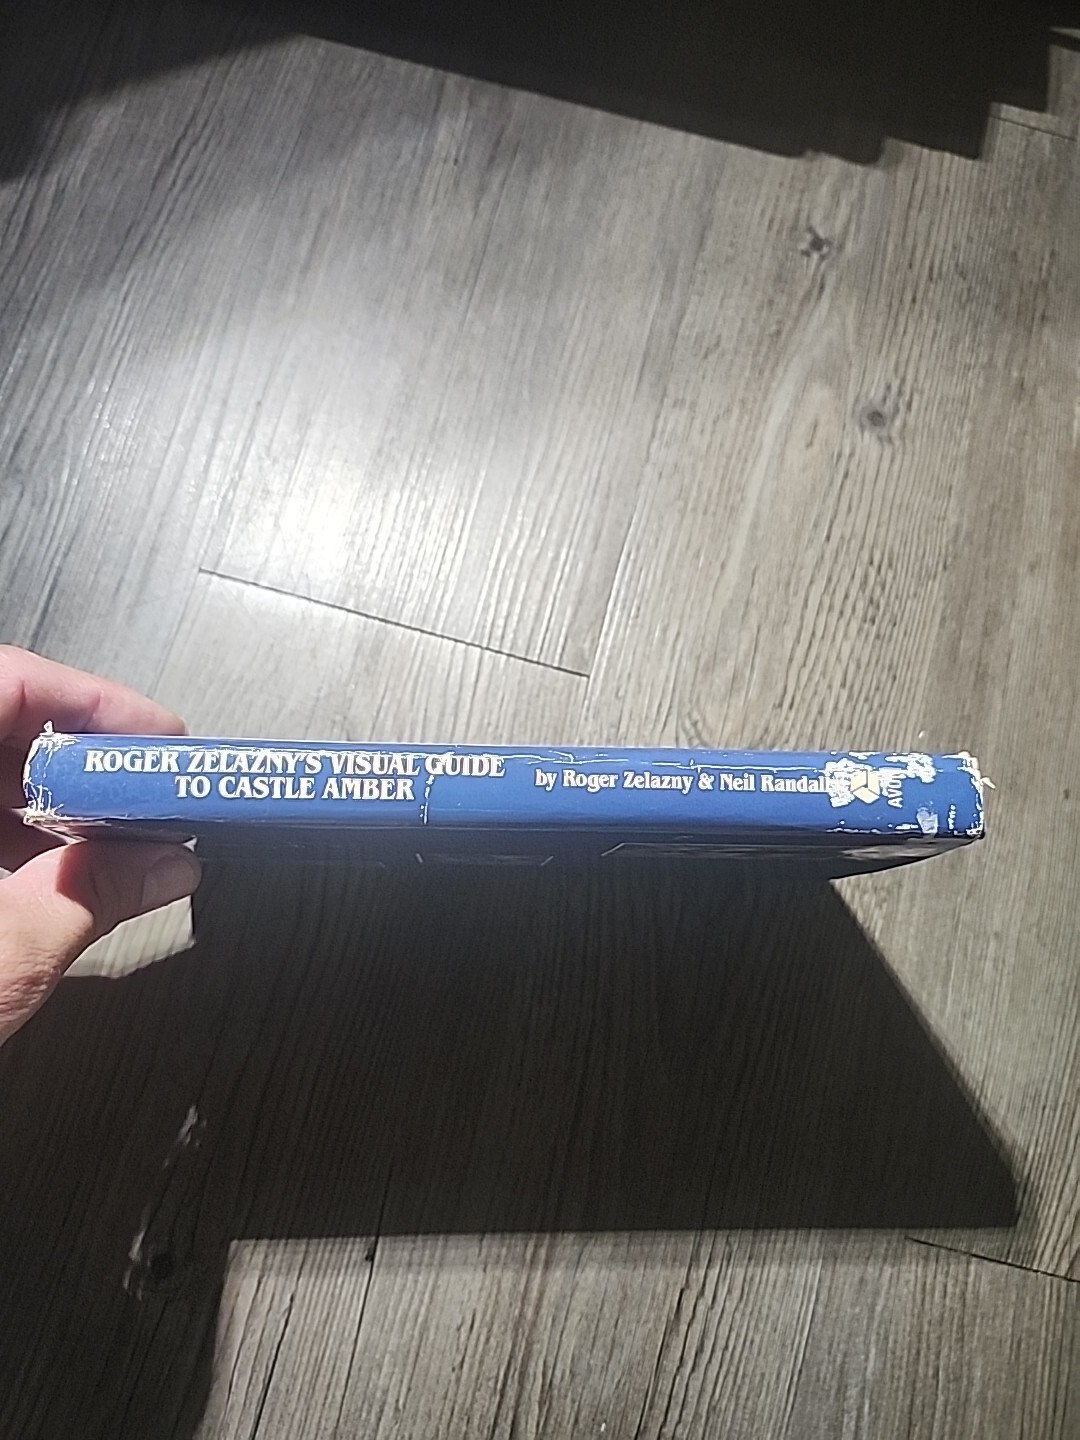 ROGER ZELAZNY'S VISUAL GUIDE
TO CASTLE AMBER
by Roger Zelazny & Neil Randall